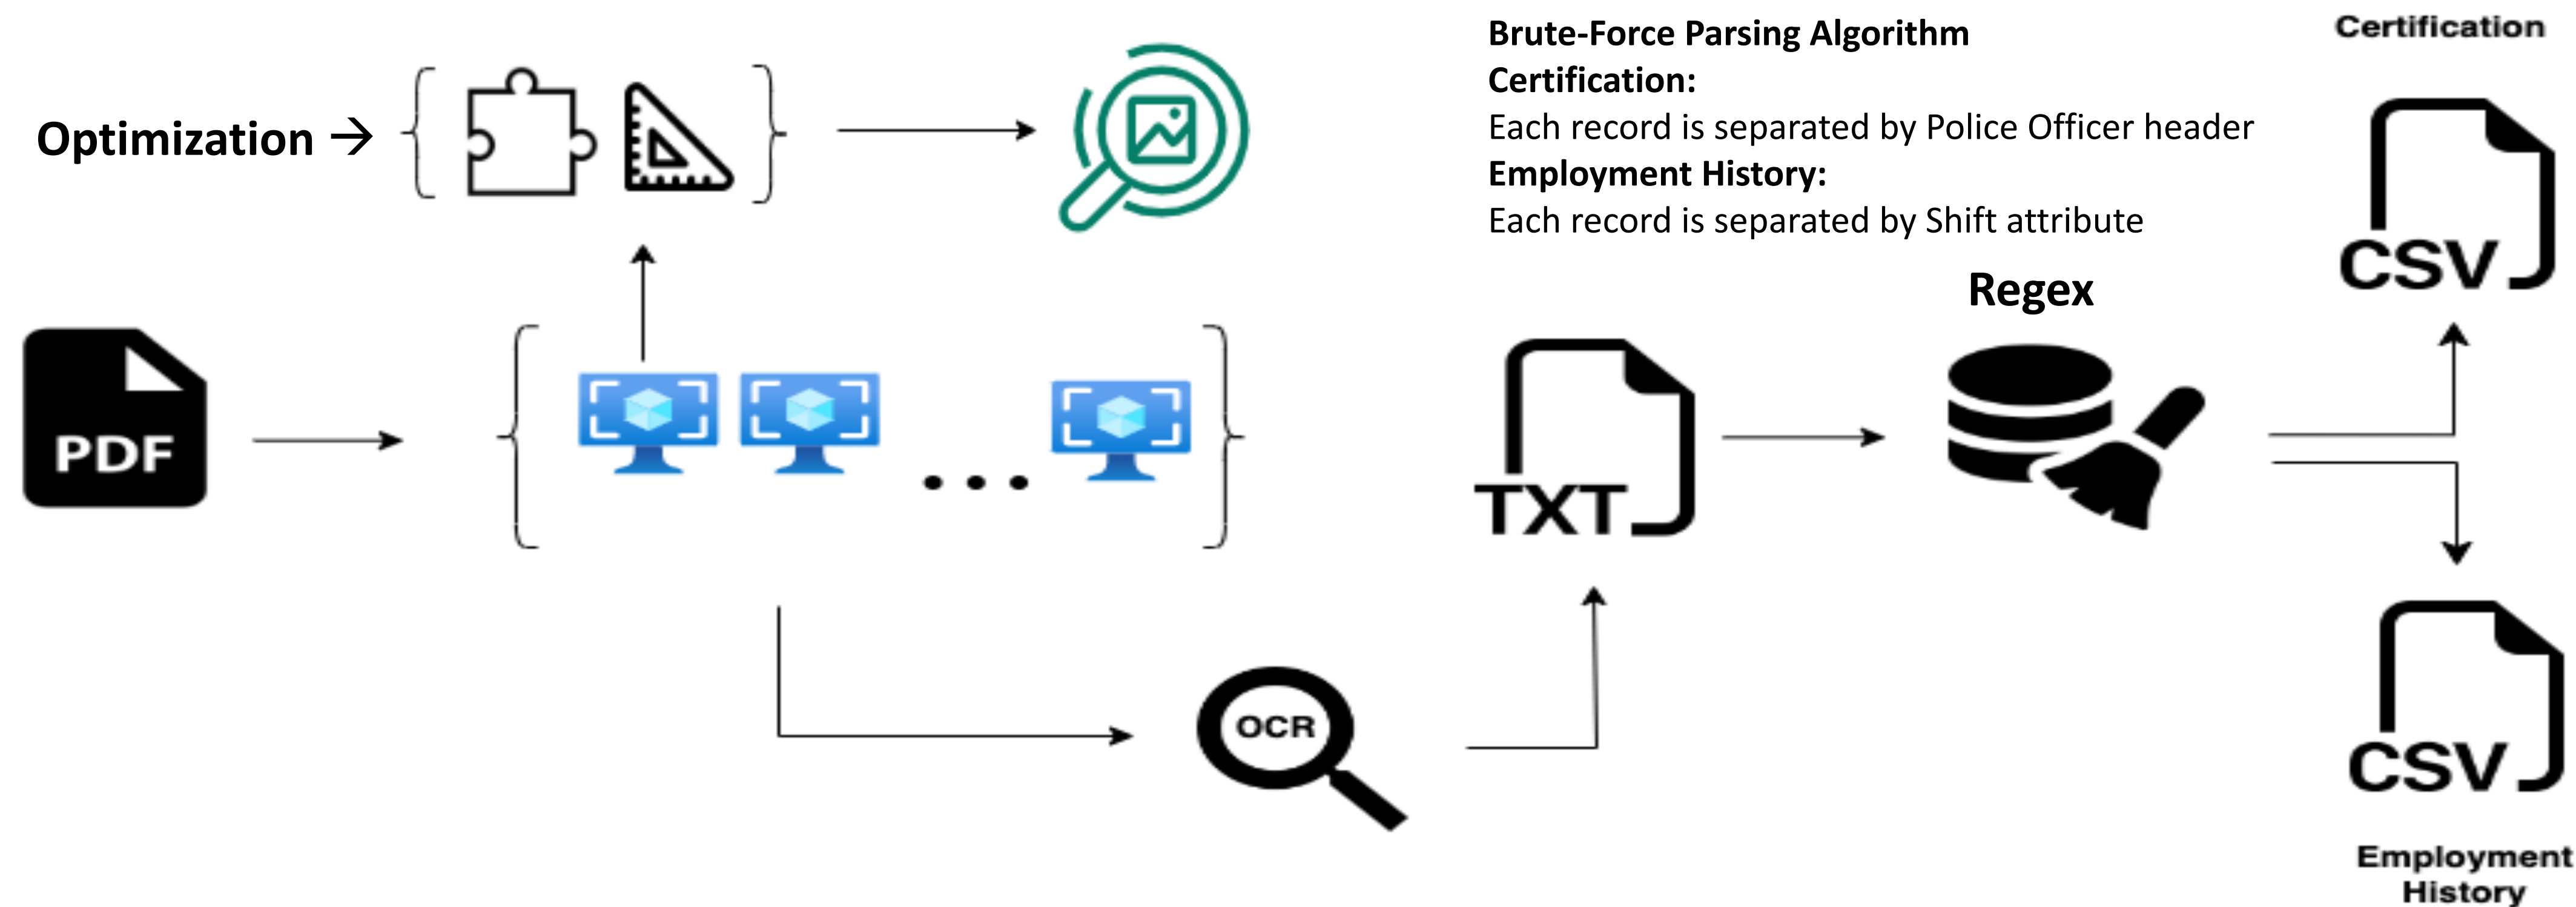 Brute-Force Parsing Algorithm
Certification:
Each record is separated by Police Officer header
Employment History:
Each record is separated by Shift attribute
Certification
CSV
Optimization →
Regex
PDF
TXT
OCR
CSV
Employment
History